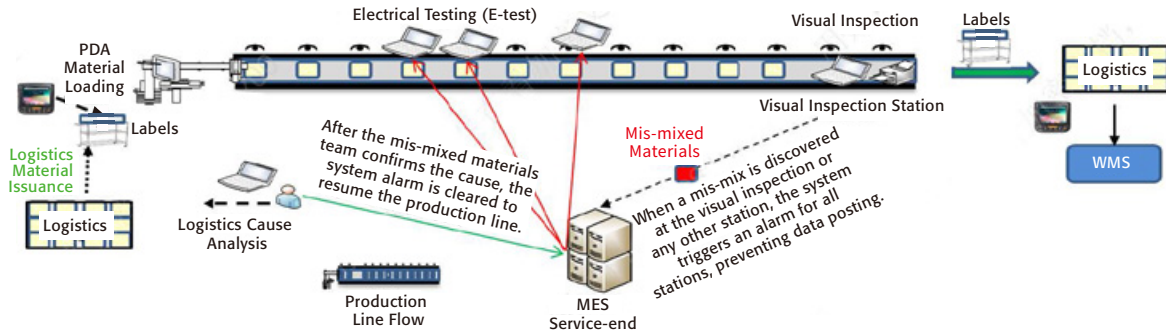 Electrical Testing (E-test)
Visual Inspection
Labels
PDA
Material
Loading
Logistics
Labels
Visual Inspection Station
Logistics
Material
Issuance
After the mis-mixed materials
team confirms the cause, the
system alarm is cleared to
resume the production line.
Mis-mixed
Materials
When a mis-mix is discovered
at the visual inspection or
any other station, the system
triggers an alarm for all
stations, preventing data posting.
WMS
Logistics
Logistics Cause
Analysis
Production
Line Flow
MES
Service-end